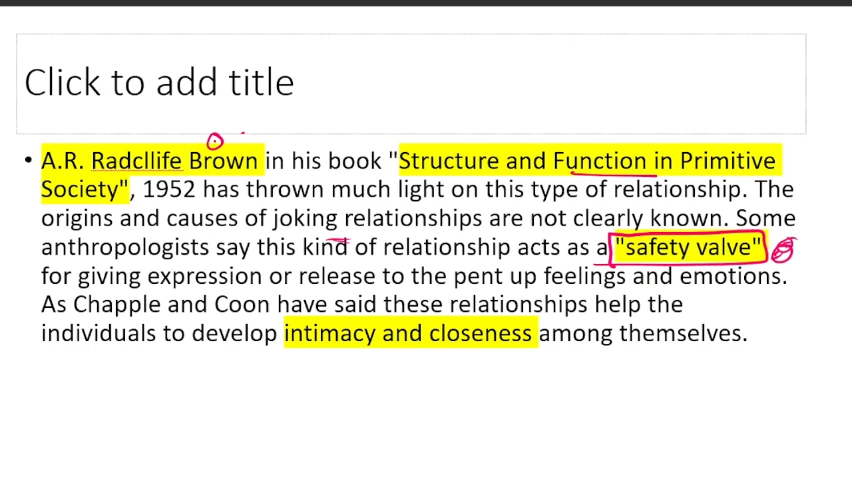 Click to add title
• A.R. Radcllife Brown in his book "Structure and Function in Primitive
Society", 1952 has thrown much light on this type of relationship. The
origins and causes of joking relationships are not clearly known. Some
anthropologists say this kind of relationship acts as a "safety valve"
for giving expression or release to the pent up feelings and emotions.
As Chapple and Coon have said these relationships help the
individuals to develop intimacy and closeness among themselves.